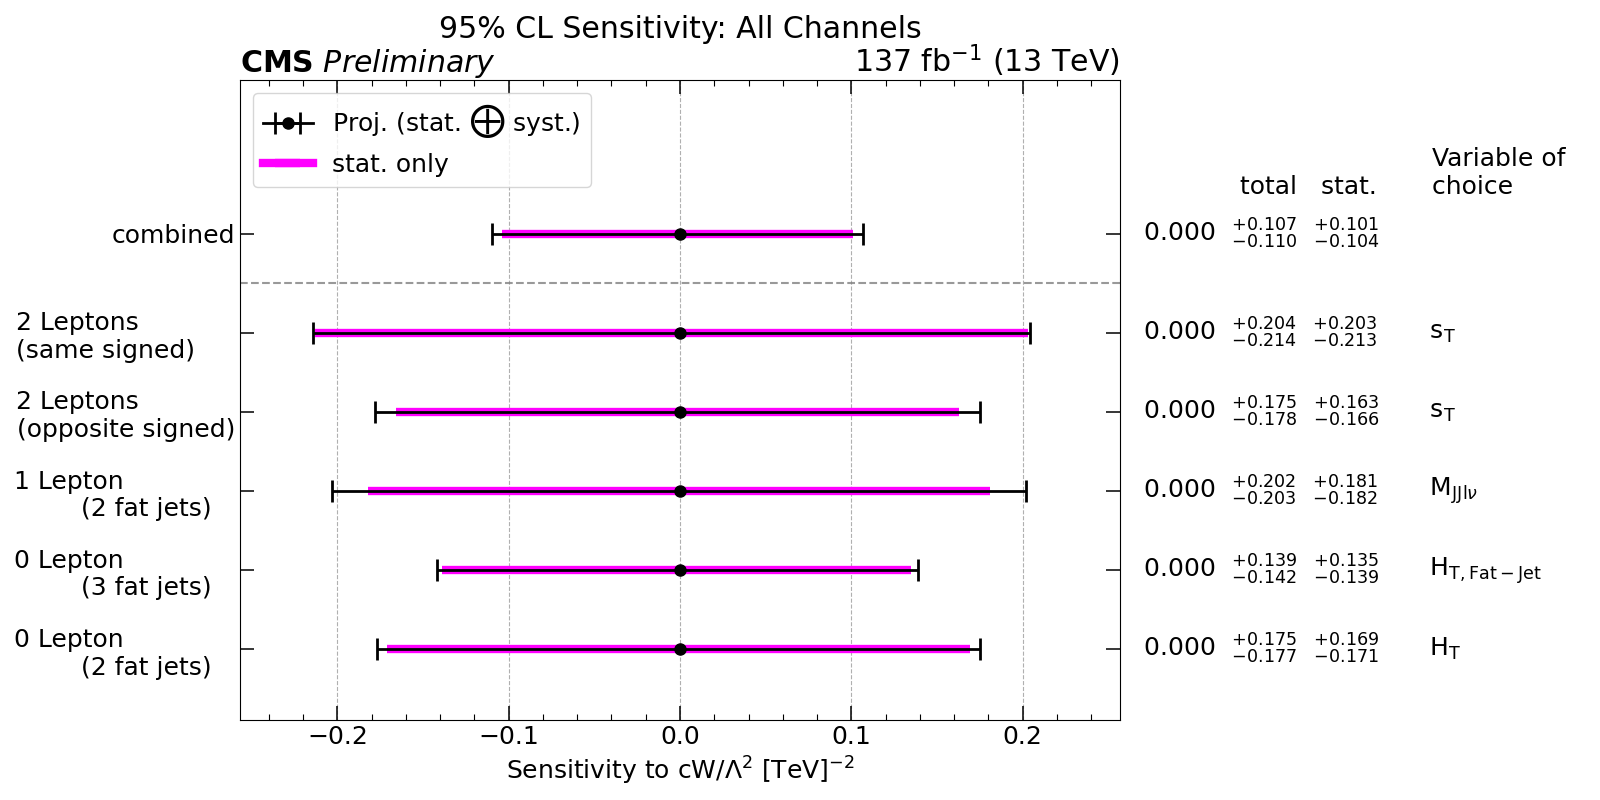 95% CL Sensitivity: All Channels
CMS Preliminary 137 fb⁻¹ (13 TeV)
Proj. (stat. ⊕ syst.)
stat. only
Variable of
total stat. choice
combined 0.000 +0.107 −0.110 +0.101 −0.104
2 Leptons
(same signed) 0.000 +0.204 −0.214 +0.203 −0.213 s_T
2 Leptons
(opposite signed) 0.000 +0.175 −0.178 +0.163 −0.166 s_T
1 Lepton
(2 fat jets) 0.000 +0.202 −0.203 +0.181 −0.182 M_JJlν
0 Lepton
(3 fat jets) 0.000 +0.139 −0.142 +0.135 −0.139 H_T, Fat−Jet
0 Lepton
(2 fat jets) 0.000 +0.175 −0.177 +0.169 −0.171 H_T
−0.2 −0.1 0.0 0.1 0.2
Sensitivity to cW/Λ² [TeV]⁻²